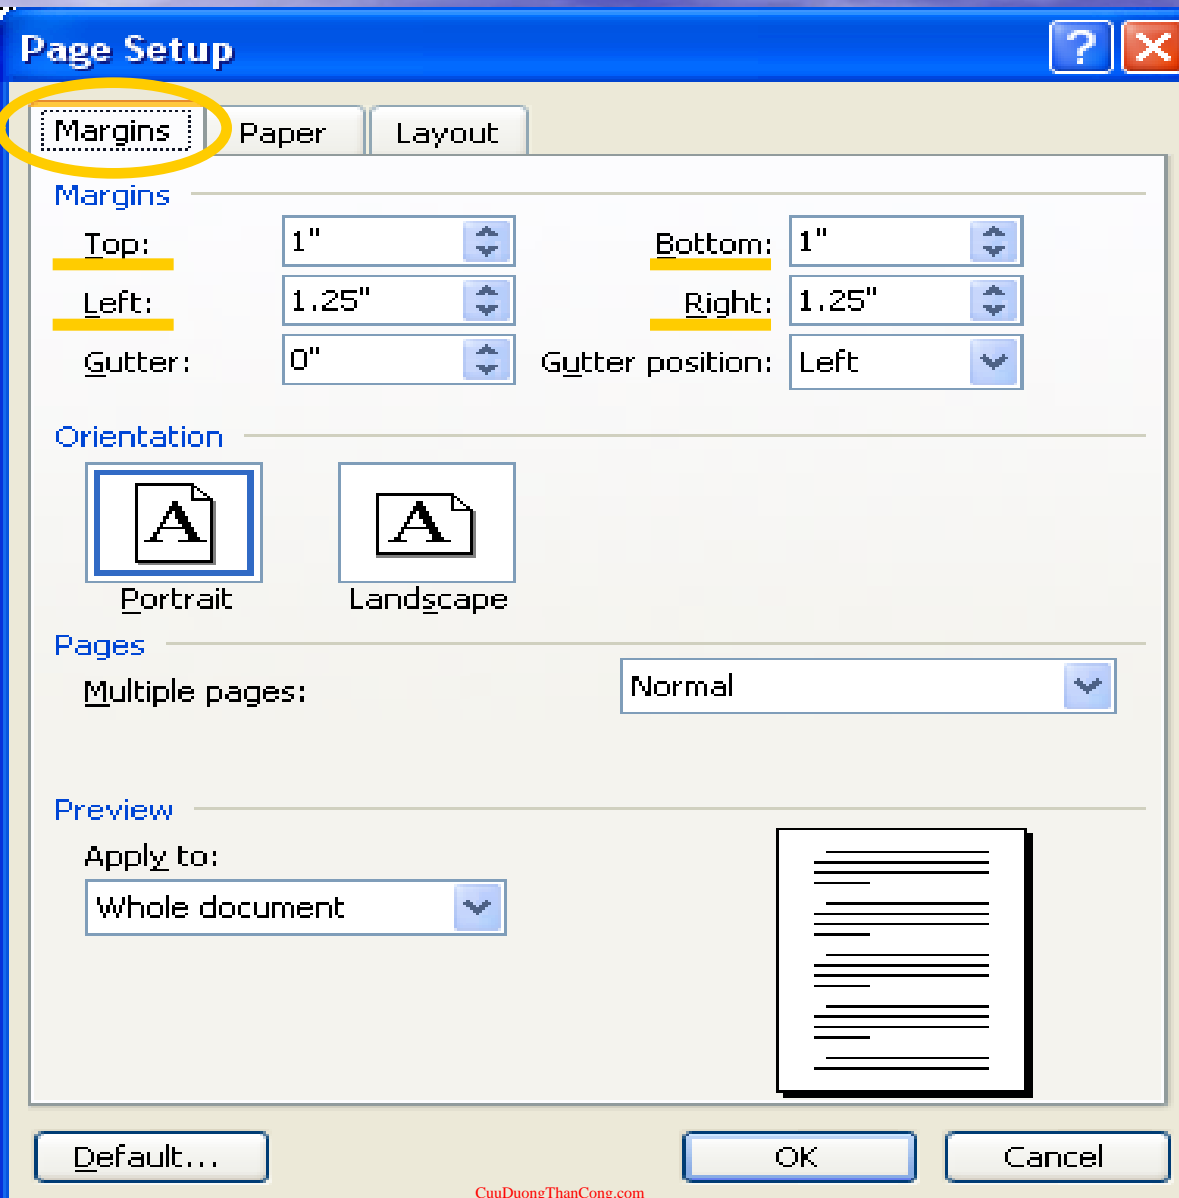 Page Setup ?
Margins Paper Layout
Margins
Top: 1" Bottom: 1"
Left: 1.25" Right: 1.25"
Gutter: 0" Gutter position: Left
Orientation
A A
Portrait Landscape
Pages
Multiple pages: Normal
Preview
Apply to:
Whole document
Default... OK Cancel
CuuDuongThanCong.com